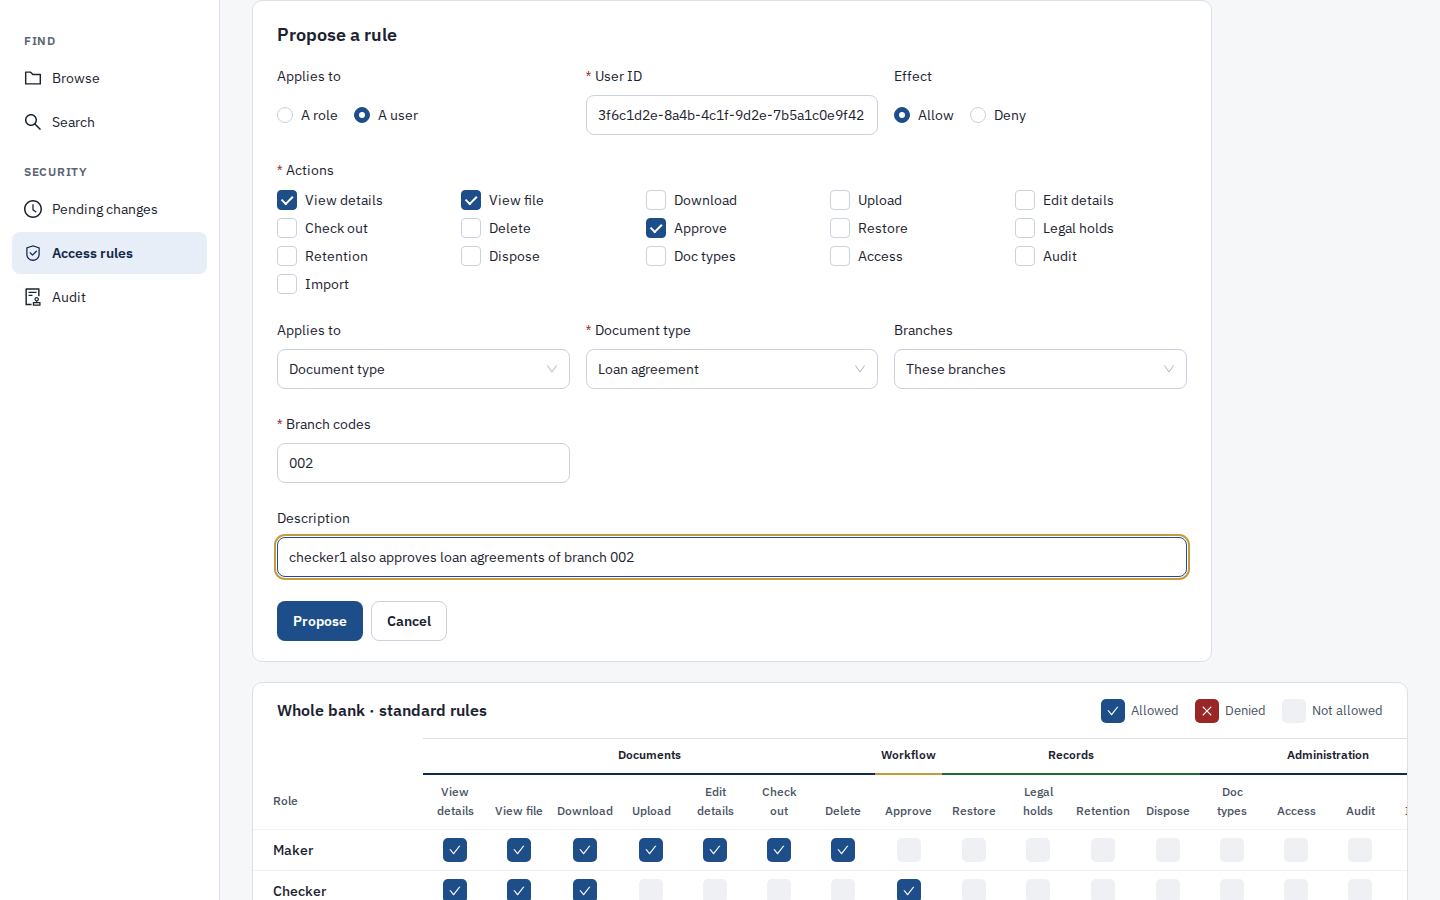 FIND
Browse
Search
SECURITY
Pending changes
Access rules
Audit
Propose a rule
Applies to
* User ID
Effect
A role
A user
3f6c1d2e-8a4b-4c1f-9d2e-7b5a1c0e9f42
Allow
Deny
* Actions
View details
View file
Download
Upload
Edit details
Check out
Delete
Approve
Restore
Legal holds
Retention
Dispose
Doc types
Access
Audit
Import
Applies to
* Document type
Branches
Document type
Loan agreement
These branches
* Branch codes
002
Description
checker1 also approves loan agreements of branch 002
Propose
Cancel
Whole bank · standard rules
Allowed
Denied
Not allowed
Documents
Workflow
Records
Administration
Role
View details
View file
Download
Upload
Edit details
Check out
Delete
Approve
Restore
Legal holds
Retention
Dispose
Doc types
Access
Audit
Maker
Checker